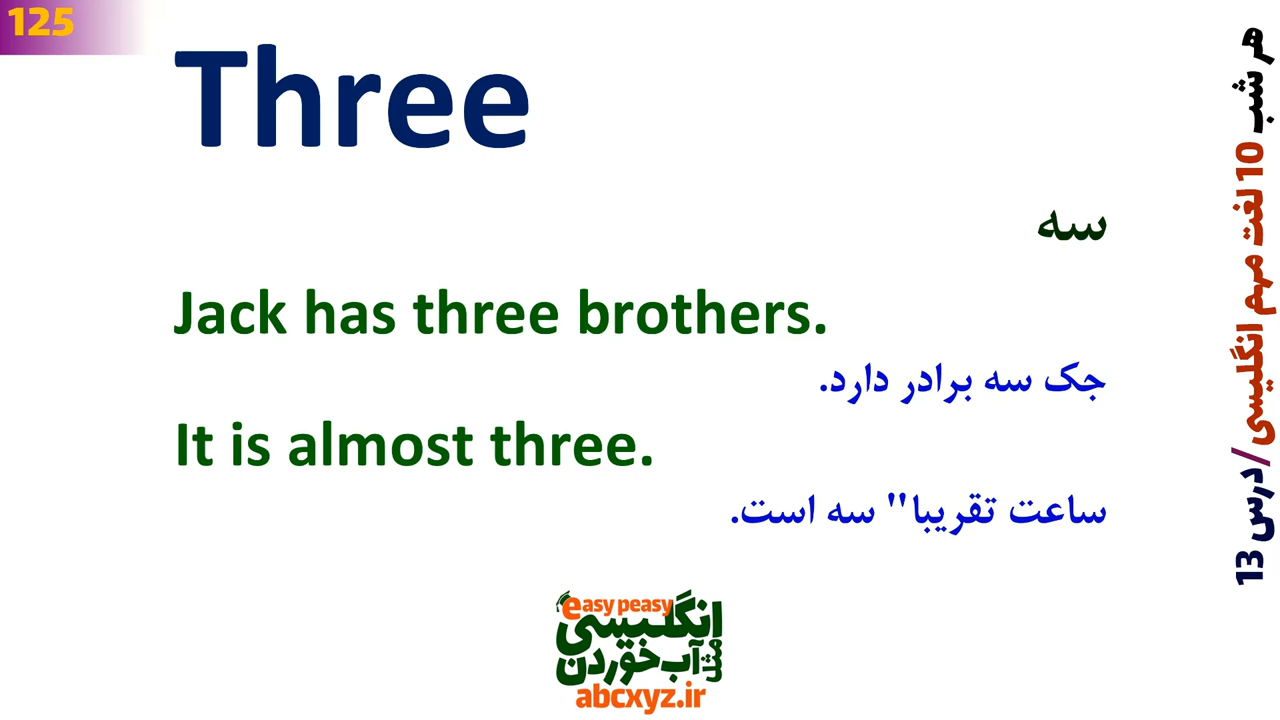 125
Three
سه
Jack has three brothers.
جک سه برادر دارد.
It is almost three.
ساعت تقریبا" سه است.
هر شب 10 لغت مهم انگلیسی/درس 13
easy peasy
انگلیسی
مثل آب خوردن
abcxyz.ir